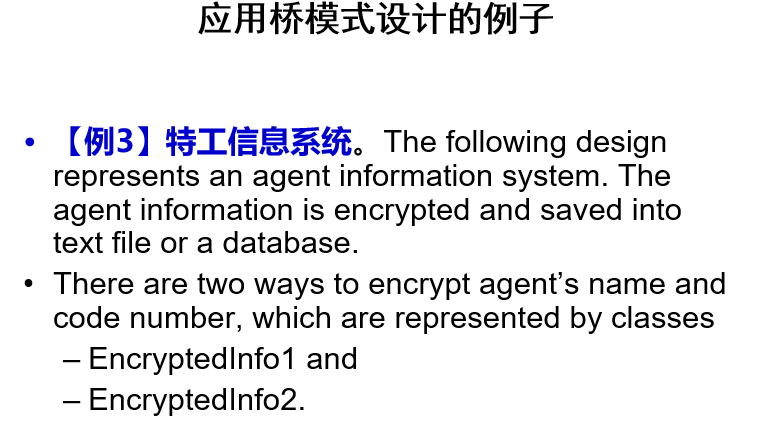 应用桥模式设计的例子
• 【例3】特工信息系统。The following design
represents an agent information system. The
agent information is encrypted and saved into
text file or a database.
• There are two ways to encrypt agent’s name and
code number, which are represented by classes
– EncryptedInfo1 and
– EncryptedInfo2.